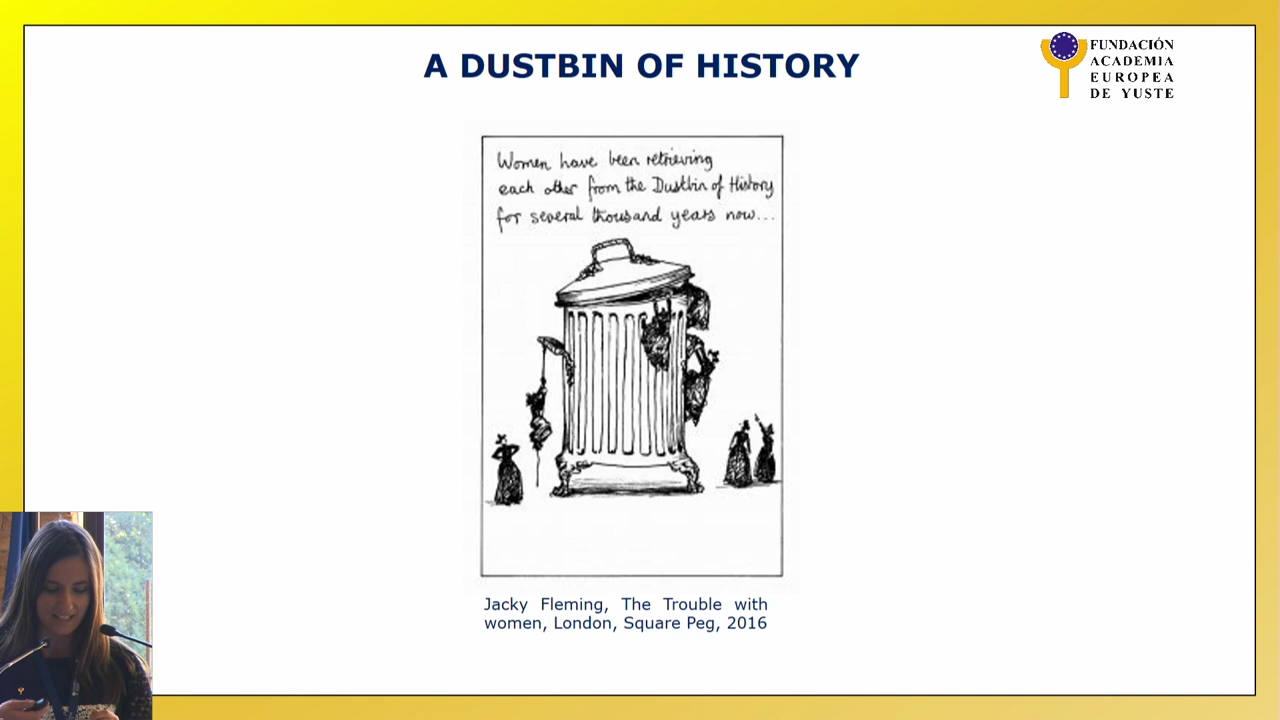 A DUSTBIN OF HISTORY
FUNDACIÓN
ACADEMIA
EUROPEA
DE YUSTE
Women have been retrieving
each other from the Dustbin of History
for several thousand years now...
Jacky Fleming, The Trouble with
women, London, Square Peg, 2016